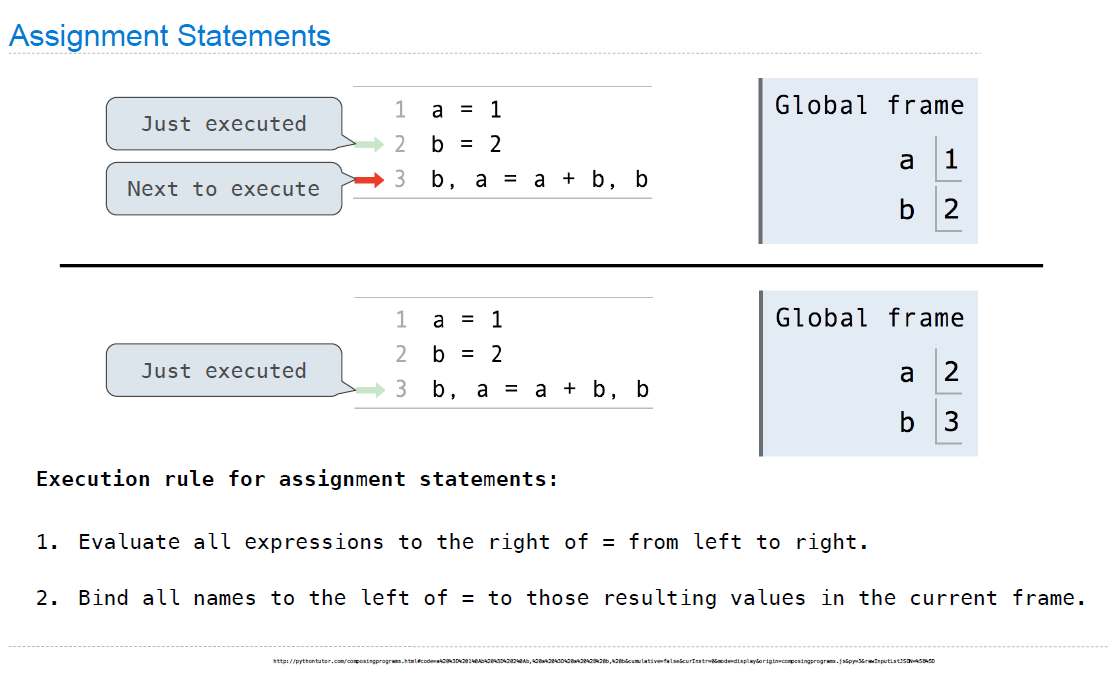 Assignment Statements
Just executed
Next to execute
1 a = 1
2 b = 2
3 b, a = a + b, b
Global frame
a 1
b 2
Just executed
1 a = 1
2 b = 2
3 b, a = a + b, b
Global frame
a 2
b 3
Execution rule for assignment statements:
1. Evaluate all expressions to the right of = from left to right.
2. Bind all names to the left of = to those resulting values in the current frame.